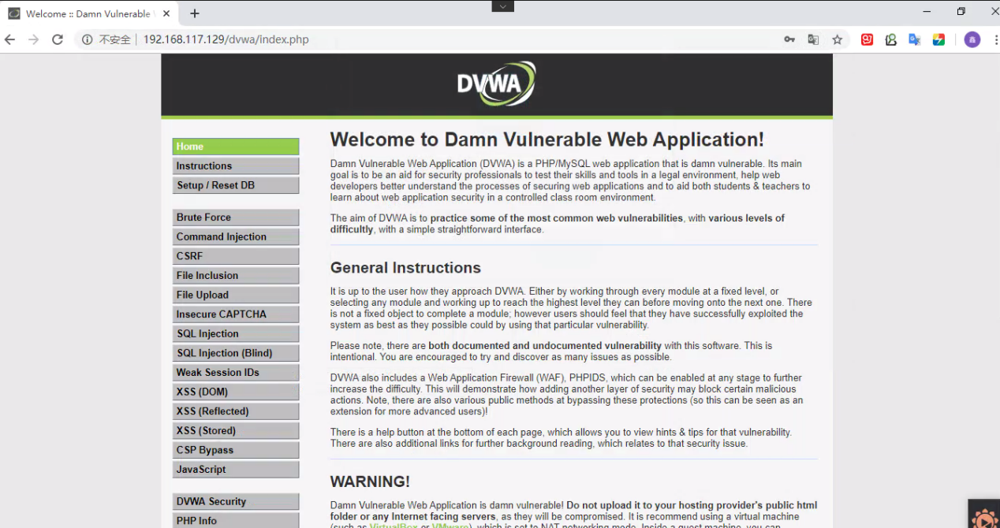 Welcome :: Damn Vulnerable
不安全 | 192.168.117.129/dvwa/index.php
DVWA
Home
Instructions
Setup / Reset DB
Brute Force
Command Injection
CSRF
File Inclusion
File Upload
Insecure CAPTCHA
SQL Injection
SQL Injection (Blind)
Weak Session IDs
XSS (DOM)
XSS (Reflected)
XSS (Stored)
CSP Bypass
JavaScript
DVWA Security
PHP Info
Welcome to Damn Vulnerable Web Application!
Damn Vulnerable Web Application (DVWA) is a PHP/MySQL web application that is damn vulnerable. Its main
goal is to be an aid for security professionals to test their skills and tools in a legal environment, help web
developers better understand the processes of securing web applications and to aid both students & teachers to
learn about web application security in a controlled class room environment.
The aim of DVWA is to practice some of the most common web vulnerabilities, with various levels of
difficultly, with a simple straightforward interface.
General Instructions
It is up to the user how they approach DVWA. Either by working through every module at a fixed level, or
selecting any module and working up to reach the highest level they can before moving onto the next one. There
is not a fixed object to complete a module; however users should feel that they have successfully exploited the
system as best as they possible could by using that particular vulnerability.
Please note, there are both documented and undocumented vulnerability with this software. This is
intentional. You are encouraged to try and discover as many issues as possible.
DVWA also includes a Web Application Firewall (WAF), PHPIDS, which can be enabled at any stage to further
increase the difficulty. This will demonstrate how adding another layer of security may block certain malicious
actions. Note, there are also various public methods at bypassing these protections (so this can be seen as an
extension for more advanced users)!
There is a help button at the bottom of each page, which allows you to view hints & tips for that vulnerability.
There are also additional links for further background reading, which relates to that security issue.
WARNING!
Damn Vulnerable Web Application is damn vulnerable! Do not upload it to your hosting provider's public html
folder or any Internet facing servers, as they will be compromised. It is recommend using a virtual machine
(such as VirtualBox or VMware), which is set to NAT networking mode. Inside a guest machine, you can